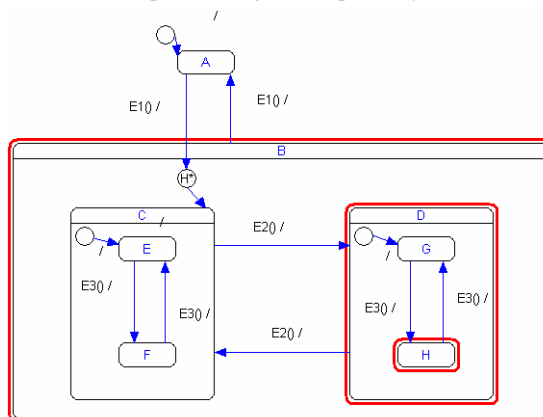 /
A
E1() /
E1() /
B
H*
C
/
D
E
/
E2() /
G
/
E3() /
E3() /
E3() /
E3() /
E2() /
F
H